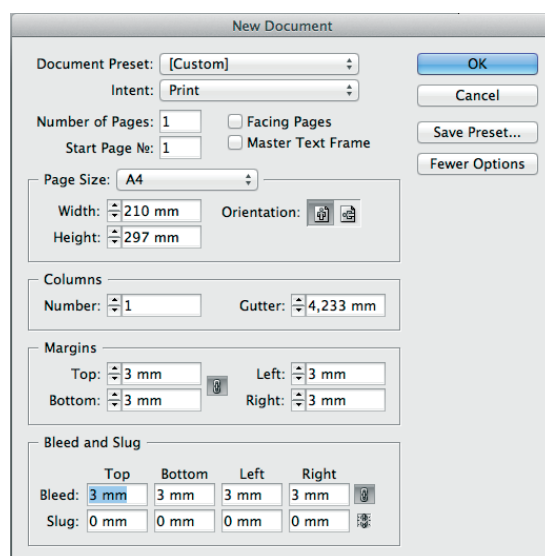 New Document
Document Preset: [Custom] OK
Intent: Print Cancel
Number of Pages: 1 Facing Pages Save Preset...
Start Page №: 1 Master Text Frame Fewer Options
Page Size: A4
Width: 210 mm Orientation:
Height: 297 mm
Columns
Number: 1 Gutter: 4,233 mm
Margins
Top: 3 mm Left: 3 mm
Bottom: 3 mm Right: 3 mm
Bleed and Slug
Top Bottom Left Right
Bleed: 3 mm 3 mm 3 mm 3 mm
Slug: 0 mm 0 mm 0 mm 0 mm